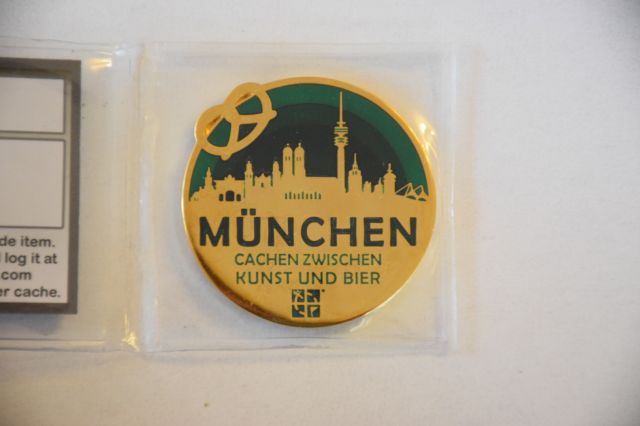 de item.
log it at
.com
er cache.
MÜNCHEN
CACHEN ZWISCHEN
KUNST UND BIER